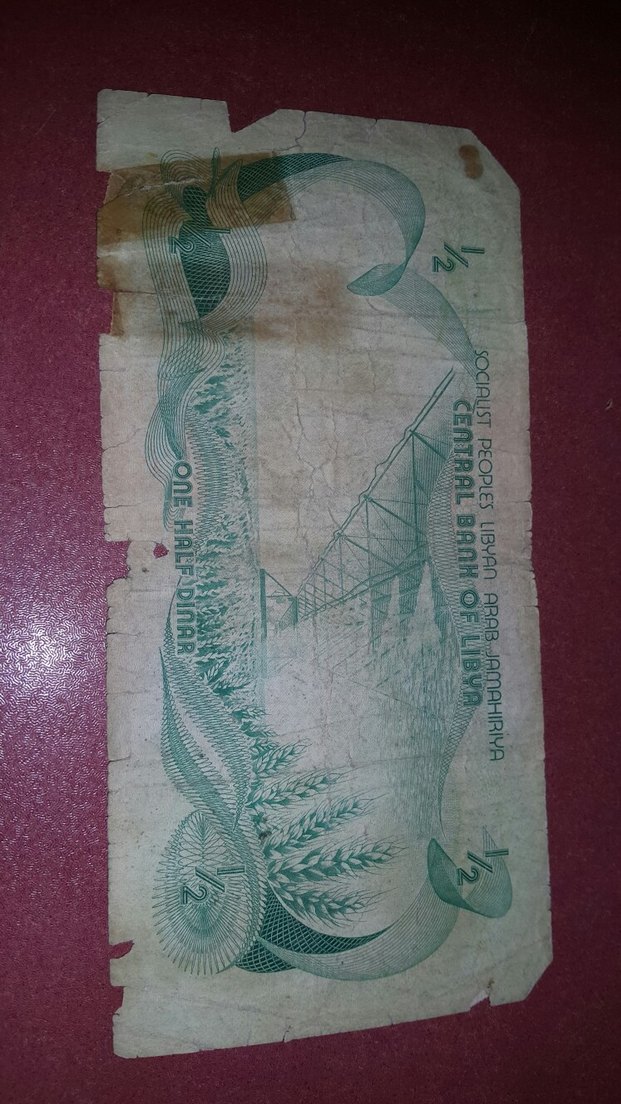 SOCIALIST PEOPLES LIBYAN ARAB JAMAHIRIYA
CENTRAL BANK OF LIBYA
1/2
1/2
1/2
ONE HALF DINAR
1/2